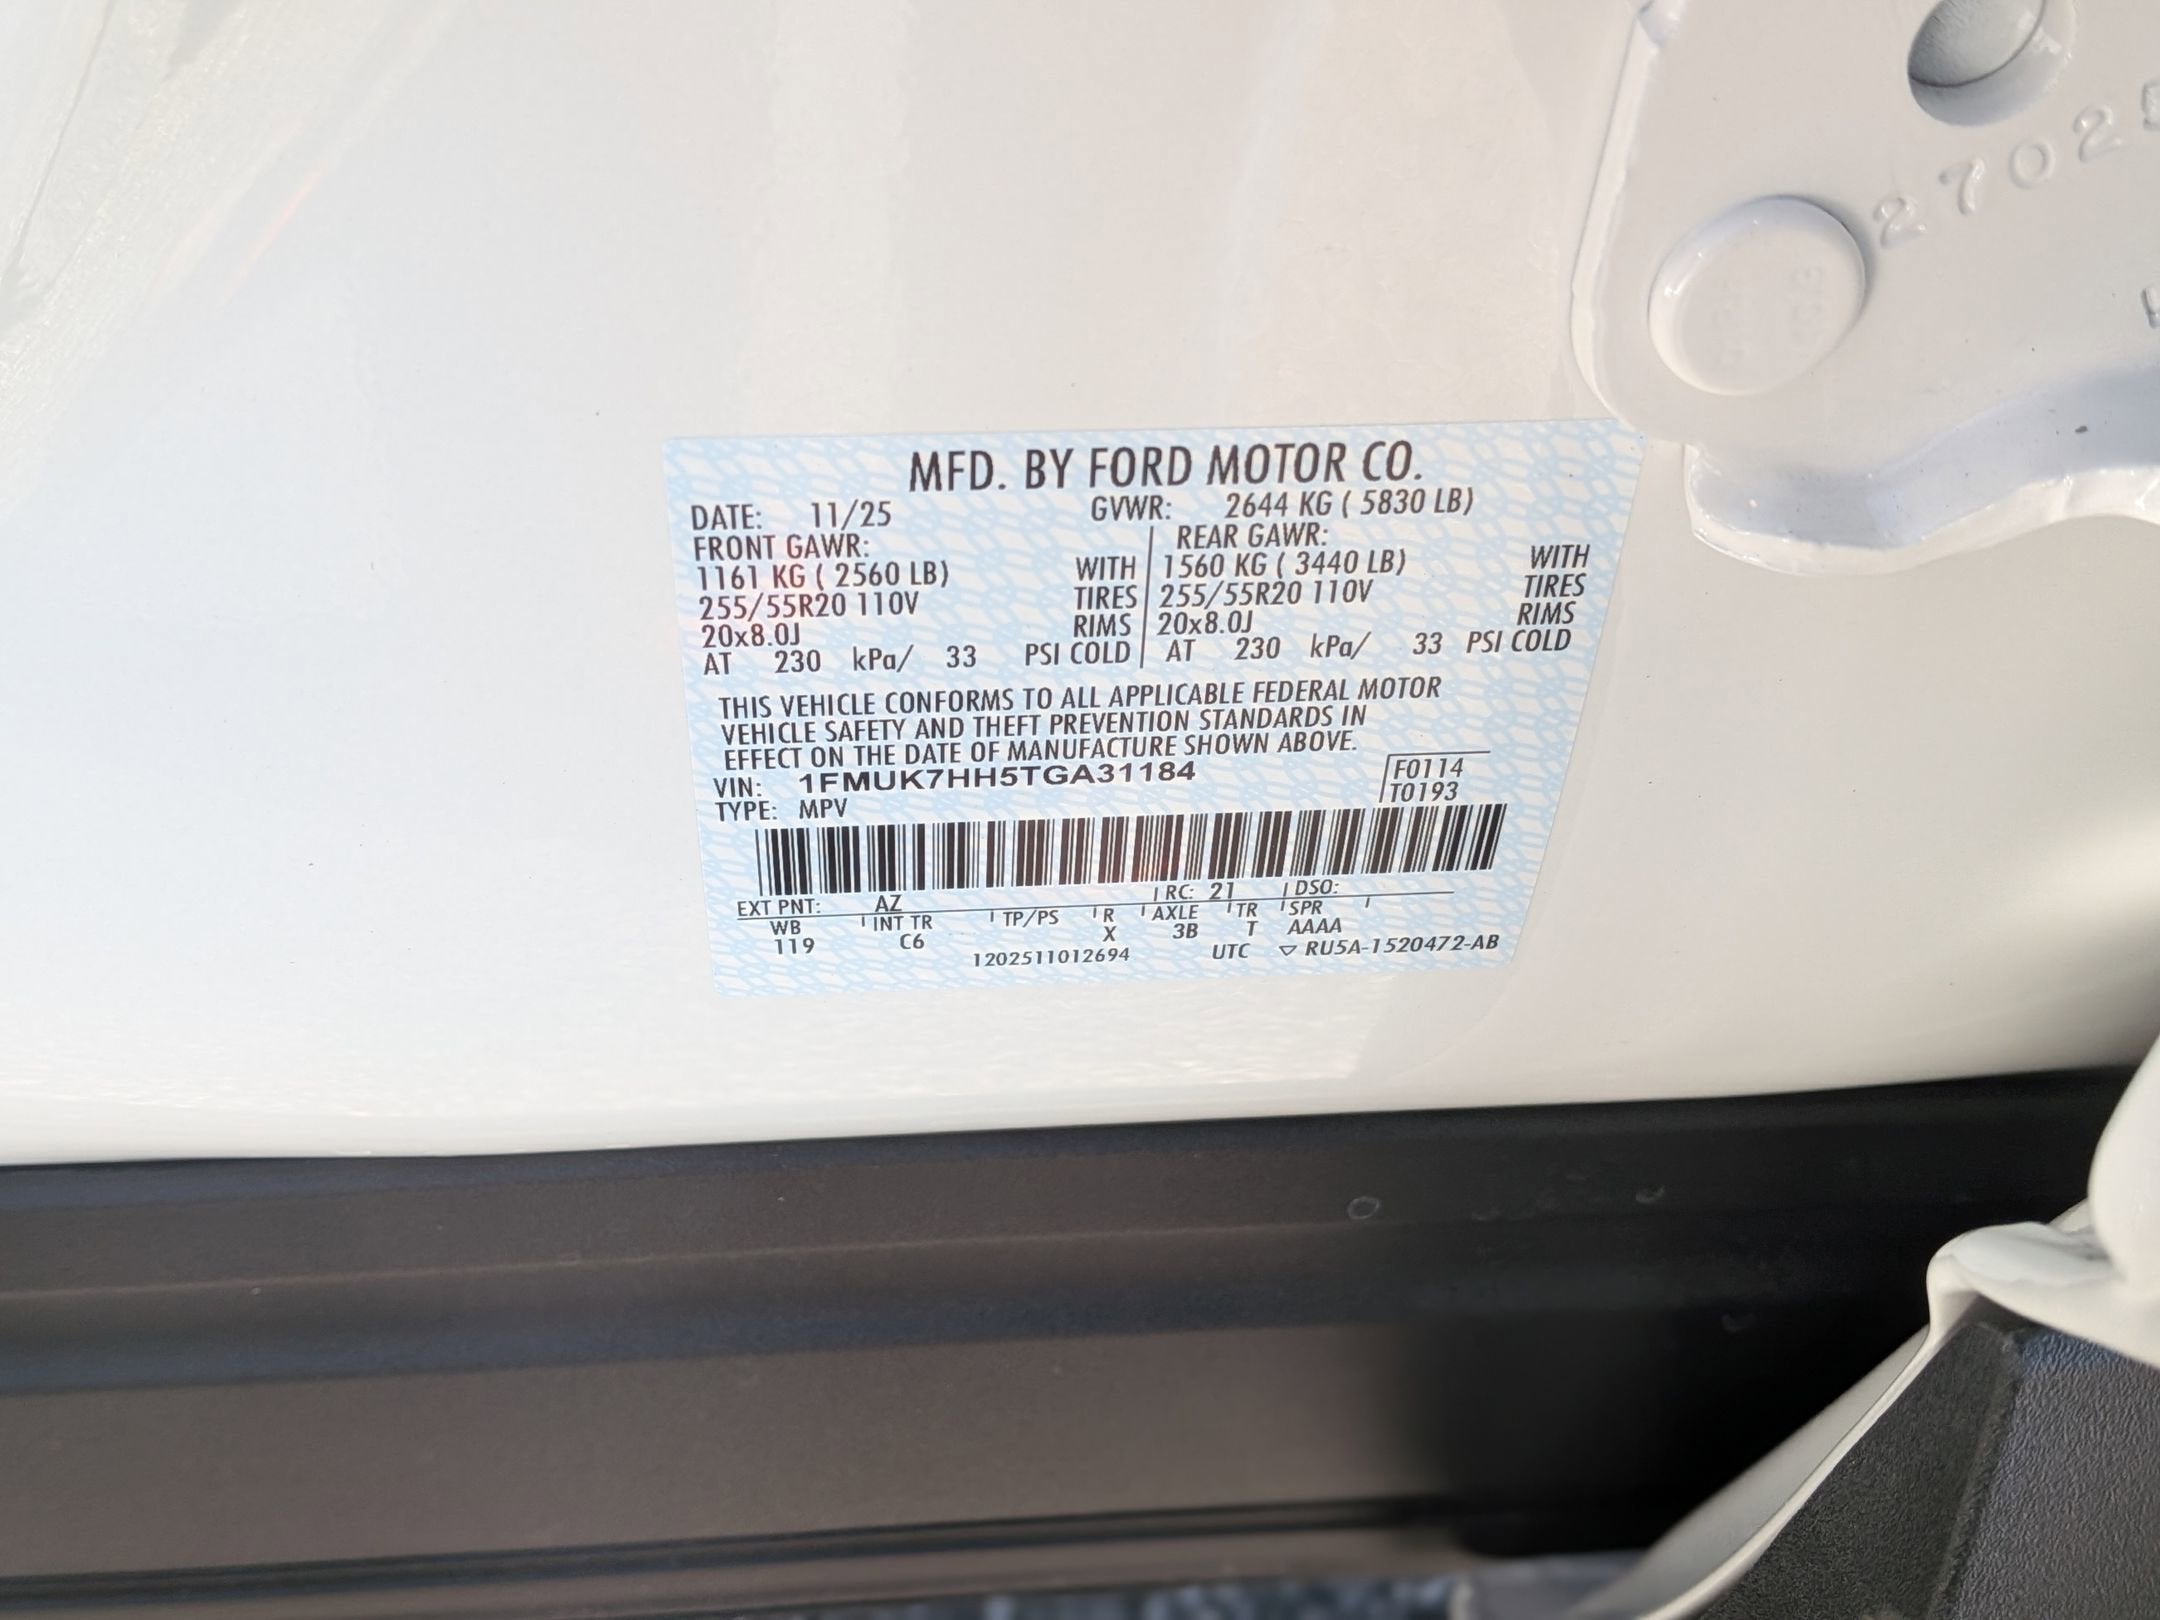 2702
MFD. BY FORD MOTOR CO.
DATE: 11/25 GVWR: 2644 KG ( 5830 LB)
FRONT GAWR: REAR GAWR:
1161 KG ( 2560 LB) WITH 1560 KG ( 3440 LB) WITH
255/55R20 110V TIRES 255/55R20 110V TIRES
20x8.0J RIMS 20x8.0J RIMS
AT 230 kPa/ 33 PSI COLD AT 230 kPa/ 33 PSI COLD
THIS VEHICLE CONFORMS TO ALL APPLICABLE FEDERAL MOTOR
VEHICLE SAFETY AND THEFT PREVENTION STANDARDS IN
EFFECT ON THE DATE OF MANUFACTURE SHOWN ABOVE.
VIN: 1FMUK7HH5TGA31184 F0114
TYPE: MPV T0193
EXT PNT: AZ RC: 21 DSO:
WB INT TR TP/PS R AXLE TR SPR
119 C6 X 3B T AAAA
1202511012694 UTC ▽ RU5A-1520472-AB